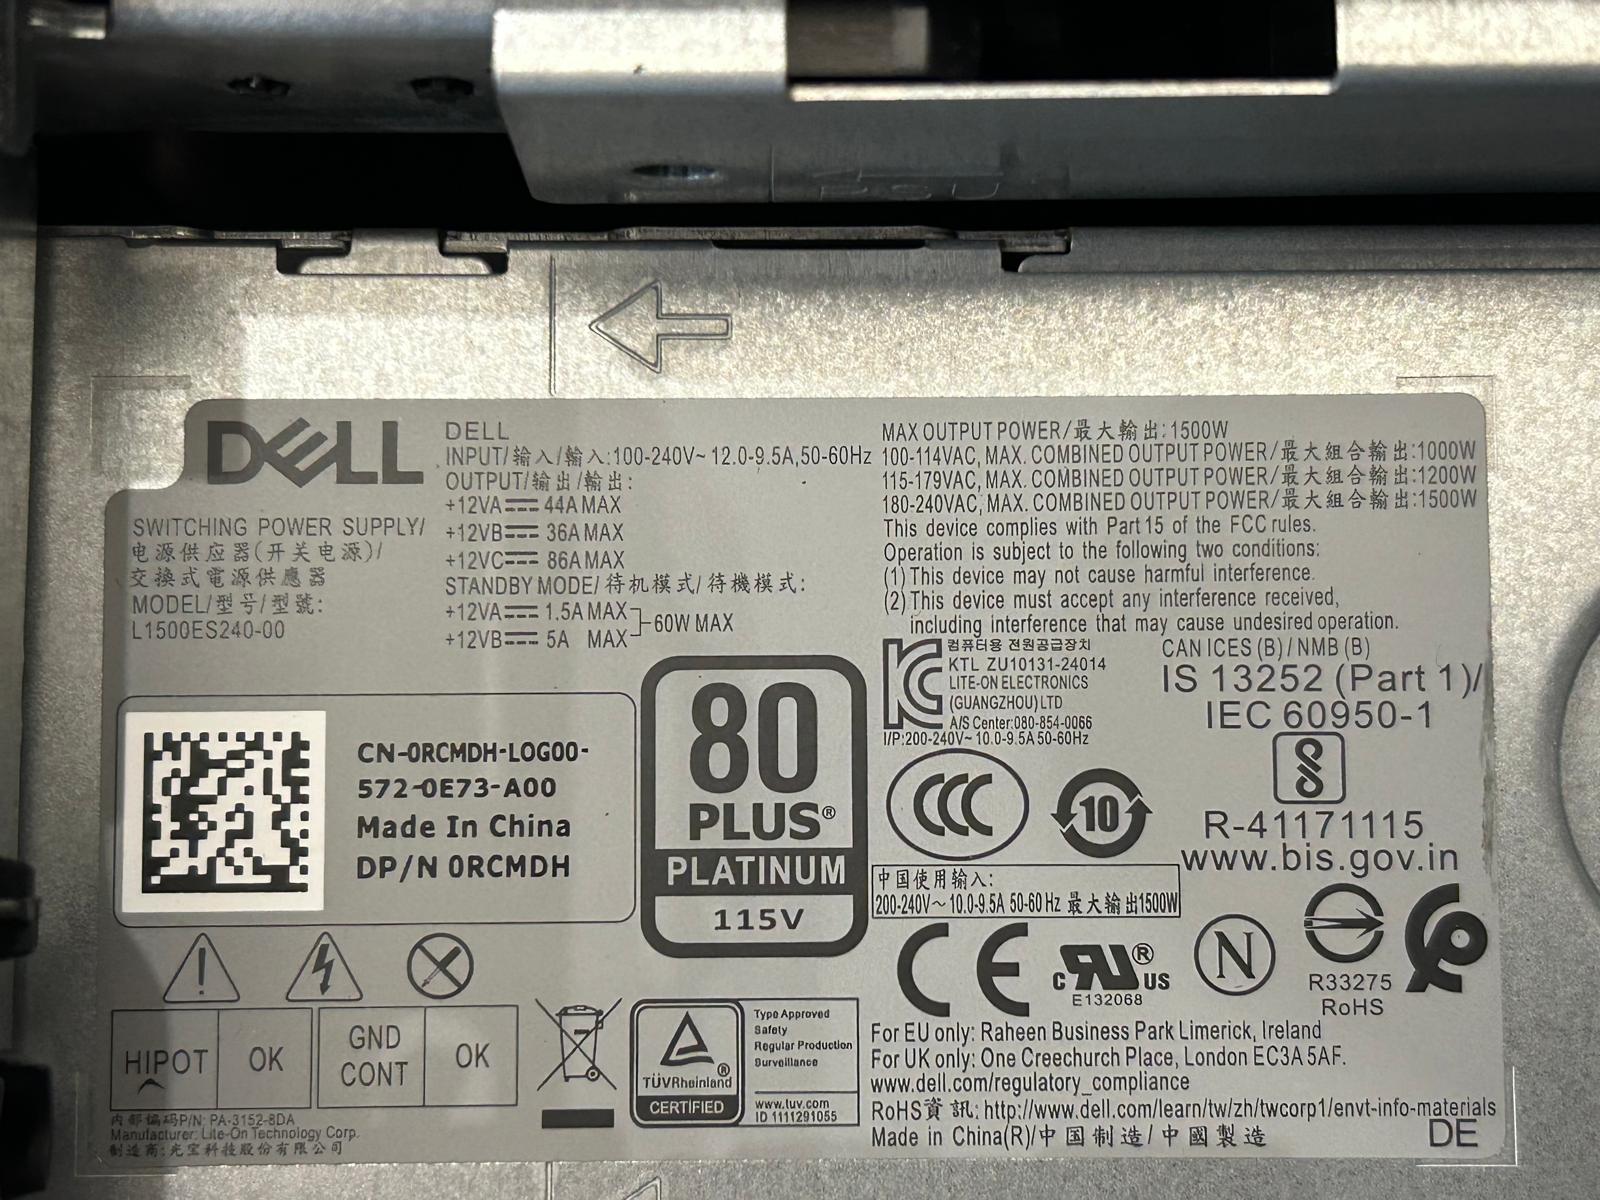 PSU
DELL
SWITCHING POWER SUPPLY/
电源供应器(开关电源)/
交換式電源供應器
MODEL/型号/型號:
L1500ES240-00
DELL
INPUT/输入/輸入:100-240V~ 12.0-9.5A,50-60Hz
OUTPUT/输出/輸出:
+12VA⎓ 44A MAX
+12VB⎓ 36A MAX
+12VC⎓ 86A MAX
STANDBY MODE/待机模式/待機模式:
+12VA⎓ 1.5A MAX
+12VB⎓ 5A MAX
60W MAX
MAX OUTPUT POWER/最大輸出:1500W
100-114VAC, MAX. COMBINED OUTPUT POWER/最大組合輸出:1000W
115-179VAC, MAX. COMBINED OUTPUT POWER/最大組合輸出:1200W
180-240VAC, MAX. COMBINED OUTPUT POWER/最大組合輸出:1500W
This device complies with Part 15 of the FCC rules.
Operation is subject to the following two conditions:
(1) This device may not cause harmful interference.
(2) This device must accept any interference received,
including interference that may cause undesired operation.
컴퓨터용 전원공급장치
KTL ZU10131-24014
LITE-ON ELECTRONICS
(GUANGZHOU) LTD
A/S Center:080-854-0066
I/P:200-240V~ 10.0-9.5A 50-60Hz
CAN ICES (B) / NMB (B)
IS 13252 (Part 1)/
IEC 60950-1
R-41171115
www.bis.gov.in
CN-0RCMDH-LOG00-
572-0E73-A00
Made In China
DP/N 0RCMDH
80
PLUS®
PLATINUM
115V
CCC
10
中国使用输入:
200-240V~ 10.0-9.5A 50-60 Hz 最大输出1500W
CE
c RU® US
E132068
N
R33275
RoHS
HIPOT
OK
GND
CONT
OK
TÜVRheinland®
CERTIFIED
Type Approved
Safety
Regular Production
Surveillance
www.tuv.com
ID 1111291055
内部编码P/N: PA-3152-8DA
Manufacturer: Lite-On Technology Corp.
制造商:光宝科技股份有限公司
For EU only: Raheen Business Park Limerick, Ireland
For UK only: One Creechurch Place, London EC3A 5AF.
www.dell.com/regulatory_compliance
RoHS資訊: http://www.dell.com/learn/tw/zh/twcorp1/envt-info-materials
Made in China(R)/中国制造/中國製造
DE